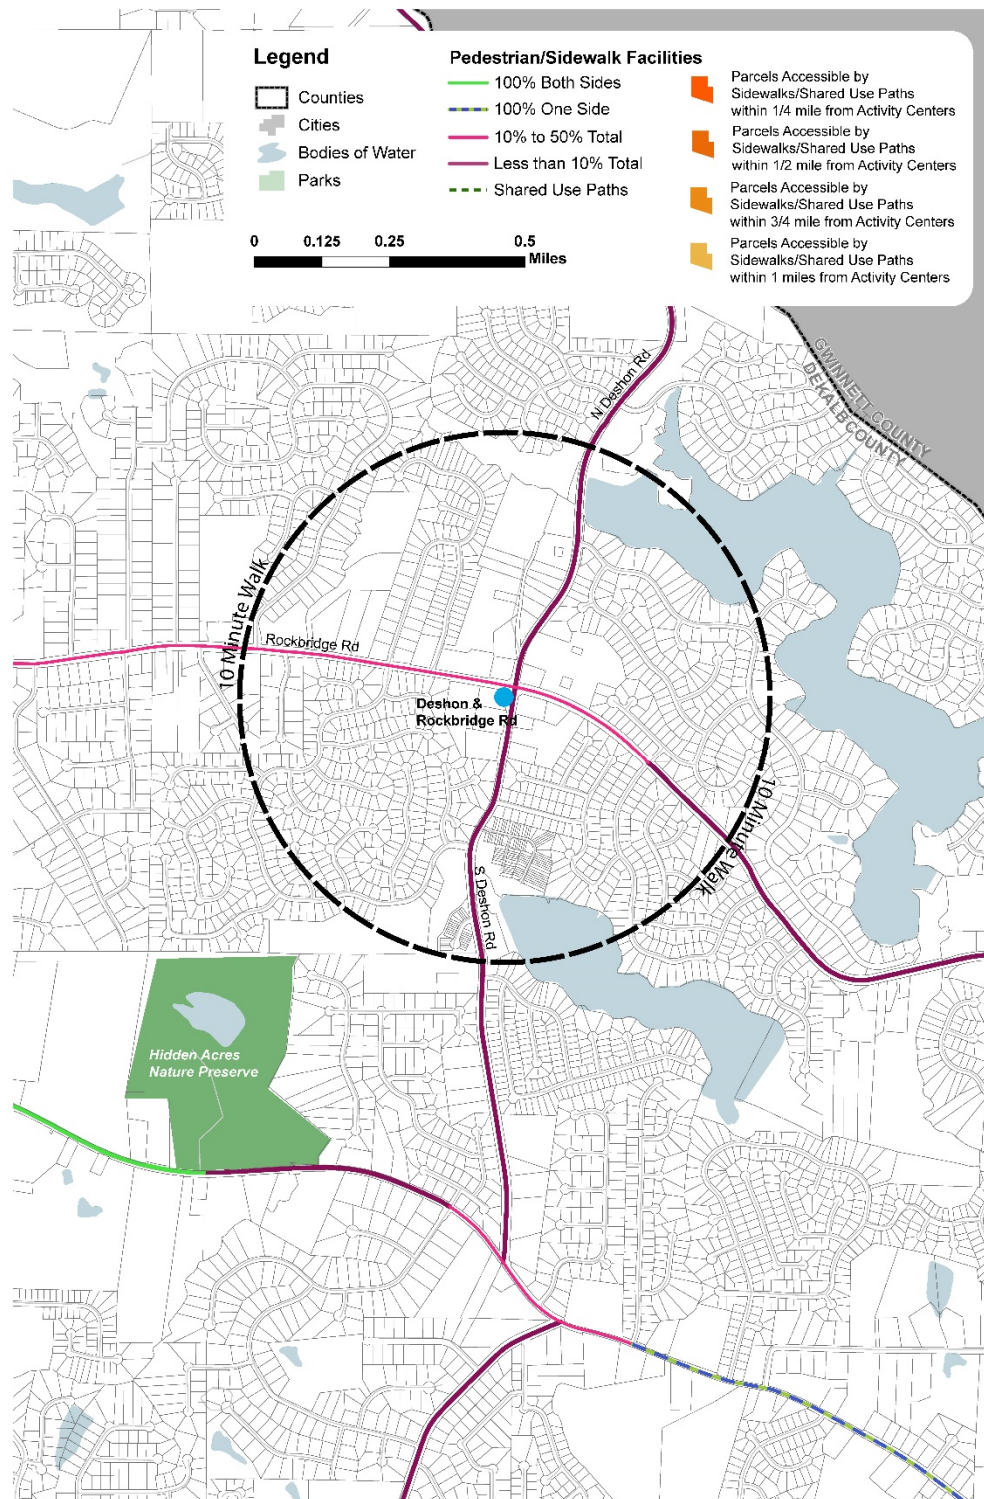 Legend
Counties
Cities
Bodies of Water
Parks
Pedestrian/Sidewalk Facilities
100% Both Sides
100% One Side
10% to 50% Total
Less than 10% Total
Shared Use Paths
Parcels Accessible by
Sidewalks/Shared Use Paths
within 1/4 mile from Activity Centers
Parcels Accessible by
Sidewalks/Shared Use Paths
within 1/2 mile from Activity Centers
Parcels Accessible by
Sidewalks/Shared Use Paths
within 3/4 mile from Activity Centers
Parcels Accessible by
Sidewalks/Shared Use Paths
within 1 miles from Activity Centers
0 0.125 0.25 0.5
Miles
GWINNETT COUNTY
DEKALB COUNTY
N Deshon Rd
10 Minute Walk
Rockbridge Rd
Deshon &
Rockbridge Rd
10 Minute Walk
S Deshon Rd
Hidden Acres
Nature Preserve